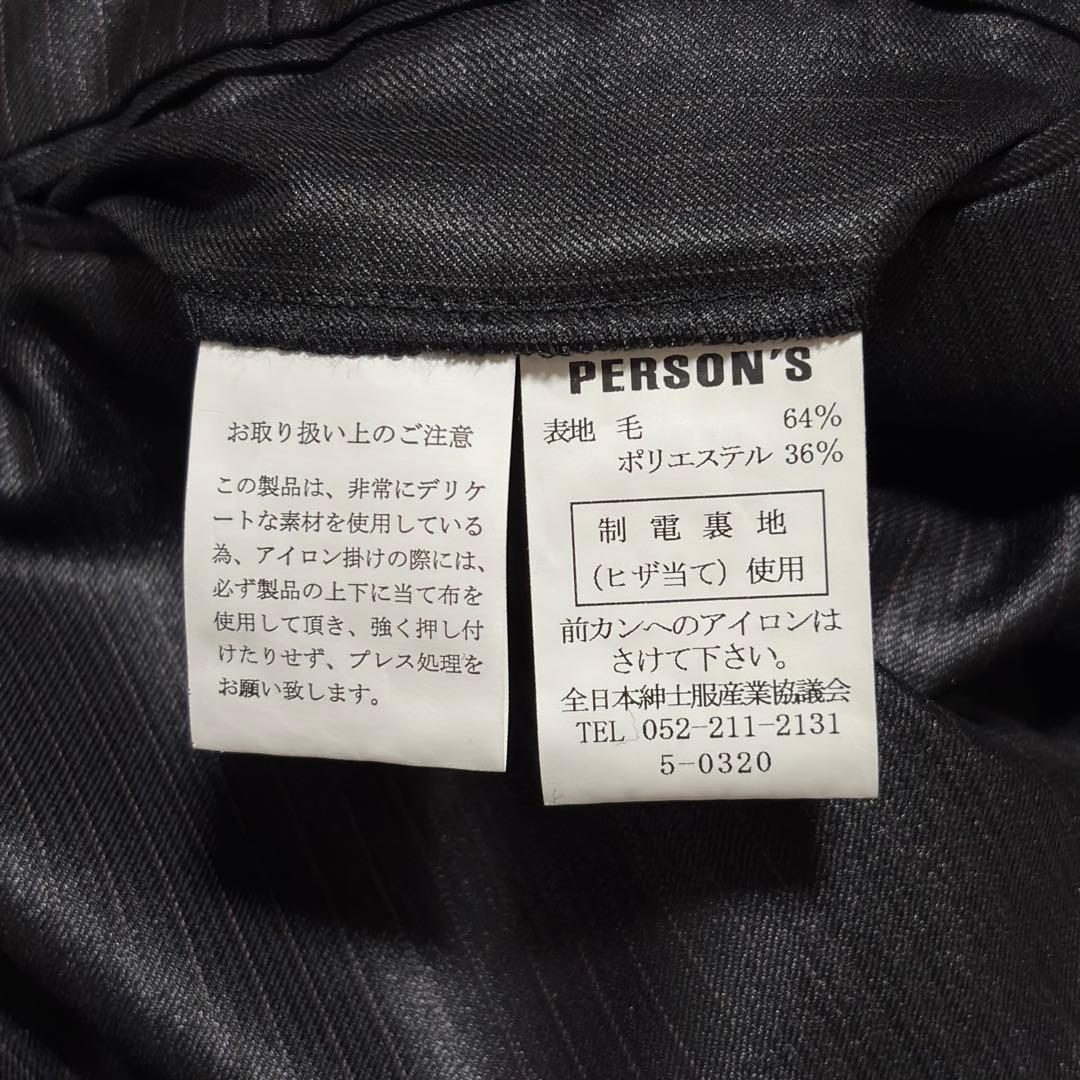 お取り扱い上のご注意
この製品は、非常にデリケ
ートな素材を使用している
為、アイロン掛けの際には、
必ず製品の上下に当て布を
使用して頂き、強く押し付
けたりせず、プレス処理を
お願い致します。
PERSON'S
表地 毛 64%
ポリエステル 36%
制電裏地
(ヒザ当て) 使用
前カンへのアイロンは
さけて下さい。
全日本紳士服産業協議会
TEL 052-211-2131
5-0320